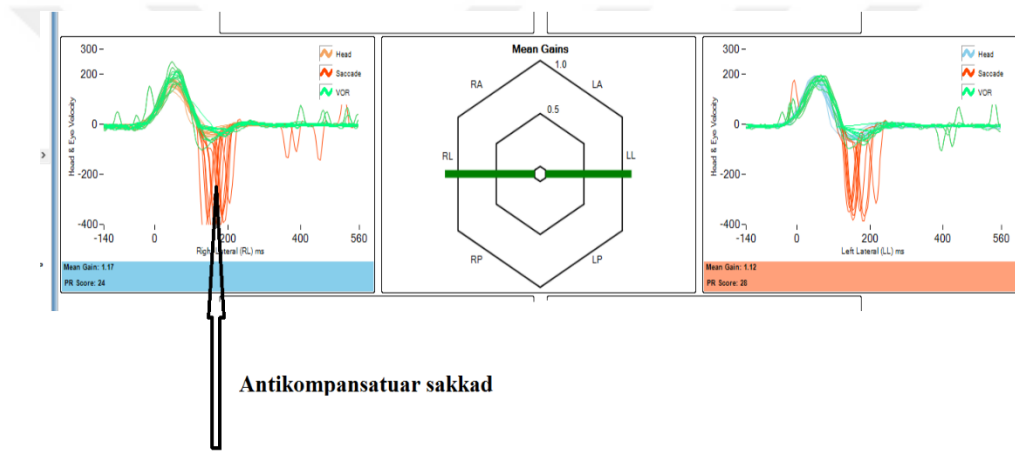 300
200
0
-200
-400
-140
0
200
400
560
Head & Eye Velocity
Head
Saccade
VOR
Right Lateral (RL) ms
Mean Gain: 1.17
PR Score: 24
Mean Gains
1.0
0.5
RA
LA
RL
LL
RP
LP
300
200
0
-200
-400
-140
0
200
400
560
Head & Eye Velocity
Head
Saccade
VOR
Left Lateral (LL) ms
Mean Gain: 1.12
Antikompansatuar sakkad